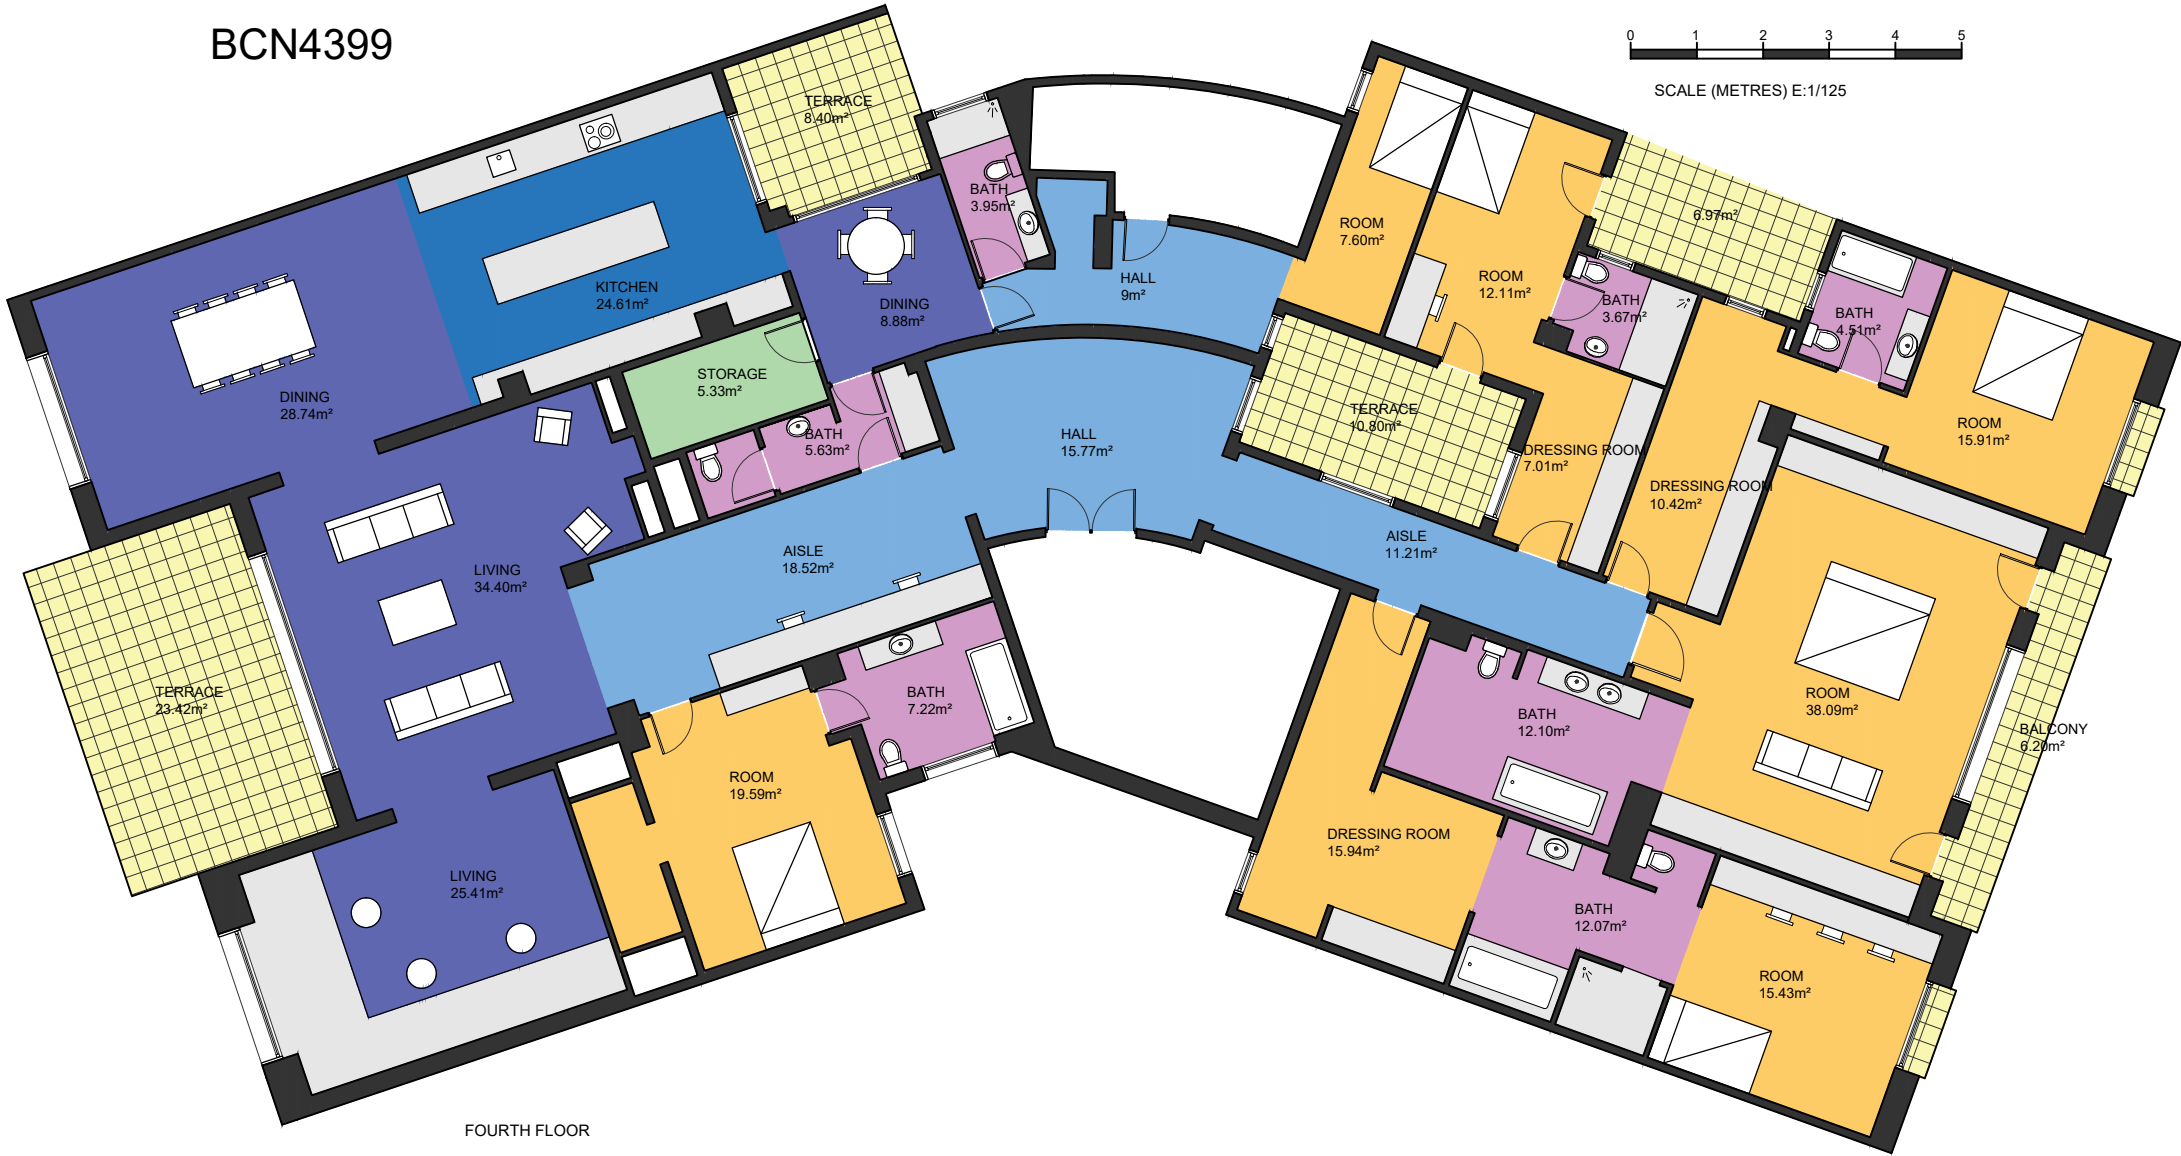 BCN4399
0 1 2 3 4 5
SCALE (METRES) E:1/125
TERRACE
8.40m²
BATH
3.95m²
ROOM
7.60m²
6.97m²
HALL
9m²
ROOM
12.11m²
BATH
3.67m²
BATH
4.51m²
KITCHEN
24.61m²
DINING
8.88m²
STORAGE
5.33m²
DINING
28.74m²
BATH
5.63m²
HALL
15.77m²
TERRACE
10.80m²
DRESSING ROOM
7.01m²
ROOM
15.91m²
DRESSING ROOM
10.42m²
AISLE
18.52m²
AISLE
11.21m²
LIVING
34.40m²
TERRACE
23.42m²
BATH
7.22m²
BATH
12.10m²
ROOM
38.09m²
BALCONY
6.20m²
ROOM
19.59m²
DRESSING ROOM
15.94m²
LIVING
25.41m²
BATH
12.07m²
ROOM
15.43m²
FOURTH FLOOR